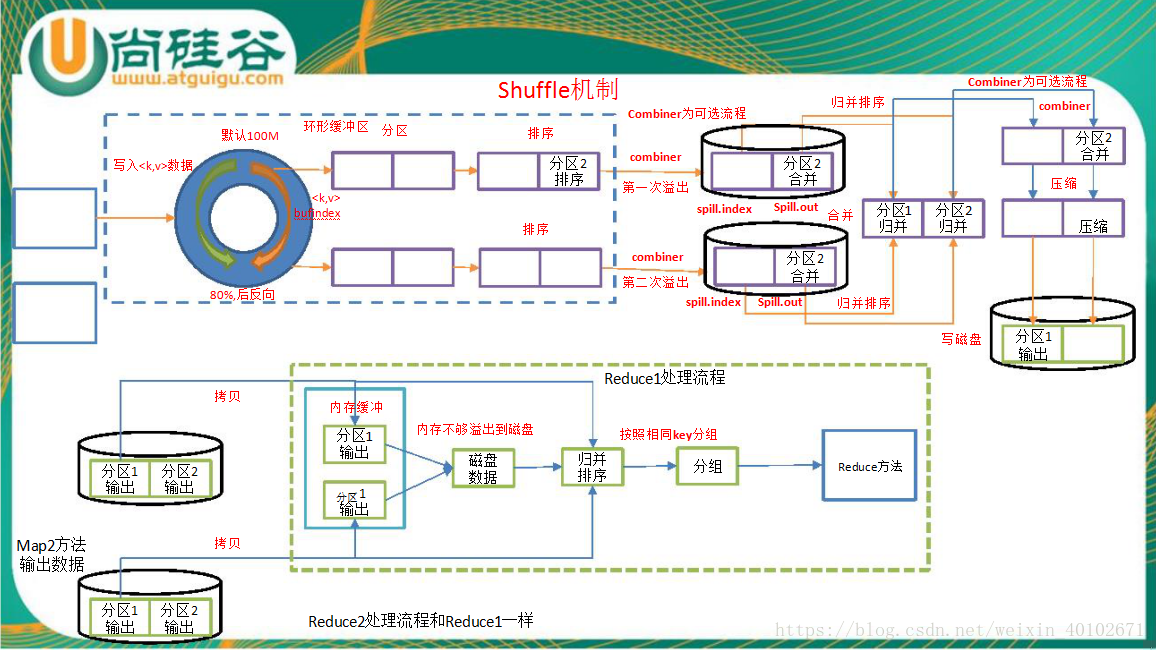 尚硅谷
www.atguigu.com
Shuffle机制
默认100M
环形缓冲区
分区
排序
写入<k,v>数据
<k,v>
bufindex
80%,后反向
分区2
排序
排序
combiner
第一次溢出
combiner
第二次溢出
Combiner为可选流程
分区2
合并
spill.index
Spill.out
分区2
合并
spill.index
Spill.out
归并排序
合并
分区1
归并
分区2
归并
归并排序
Combiner为可选流程
combiner
分区2
合并
压缩
压缩
写磁盘
分区1
输出
Reduce1处理流程
拷贝
分区1
输出
分区2
输出
内存缓冲
分区1
输出
分区1
输出
内存不够溢出到磁盘
磁盘
数据
归并
排序
按照相同key分组
分组
Reduce方法
拷贝
Map2方法
输出数据
分区1
输出
分区2
输出
Reduce2处理流程和Reduce1一样
https://blog.csdn.net/weixin_40102671